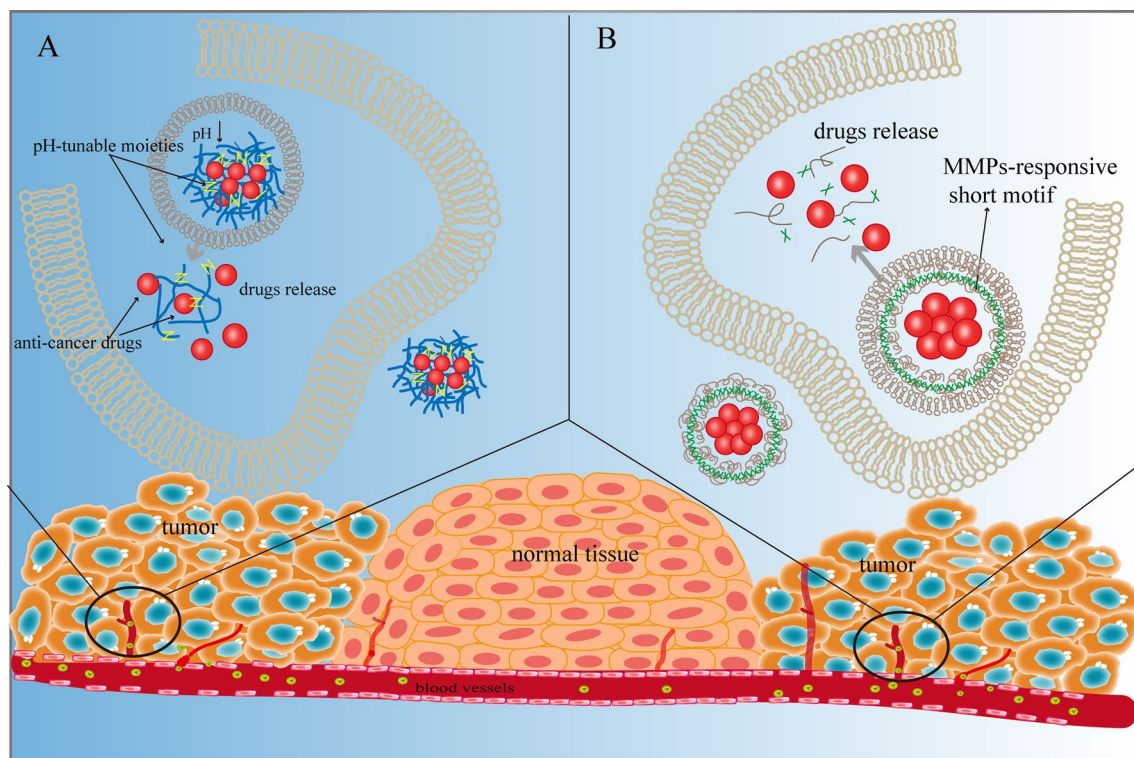 A
B
pH
pH-tunable moieties
drugs release
anti-cancer drugs
drugs release
MMPs-responsive
short motif
tumor
normal tissue
tumor
blood vessels